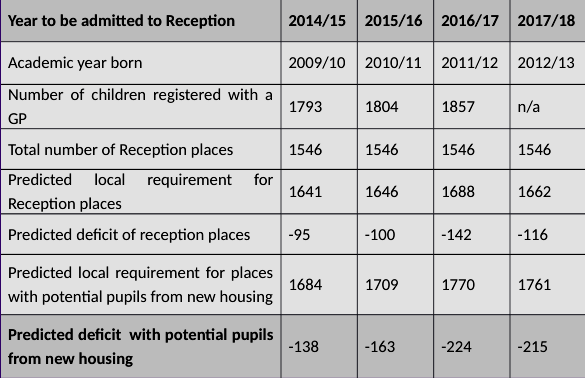 Year to be admitted to Reception 2014/15 2015/16 2016/17 2017/18
Academic year born 2009/10 2010/11 2011/12 2012/13
Number of children registered with a
GP 1793 1804 1857 n/a
Total number of Reception places 1546 1546 1546 1546
Predicted local requirement for
Reception places 1641 1646 1688 1662
Predicted deficit of reception places -95 -100 -142 -116
Predicted local requirement for places
with potential pupils from new housing 1684 1709 1770 1761
Predicted deficit with potential pupils
from new housing -138 -163 -224 -215